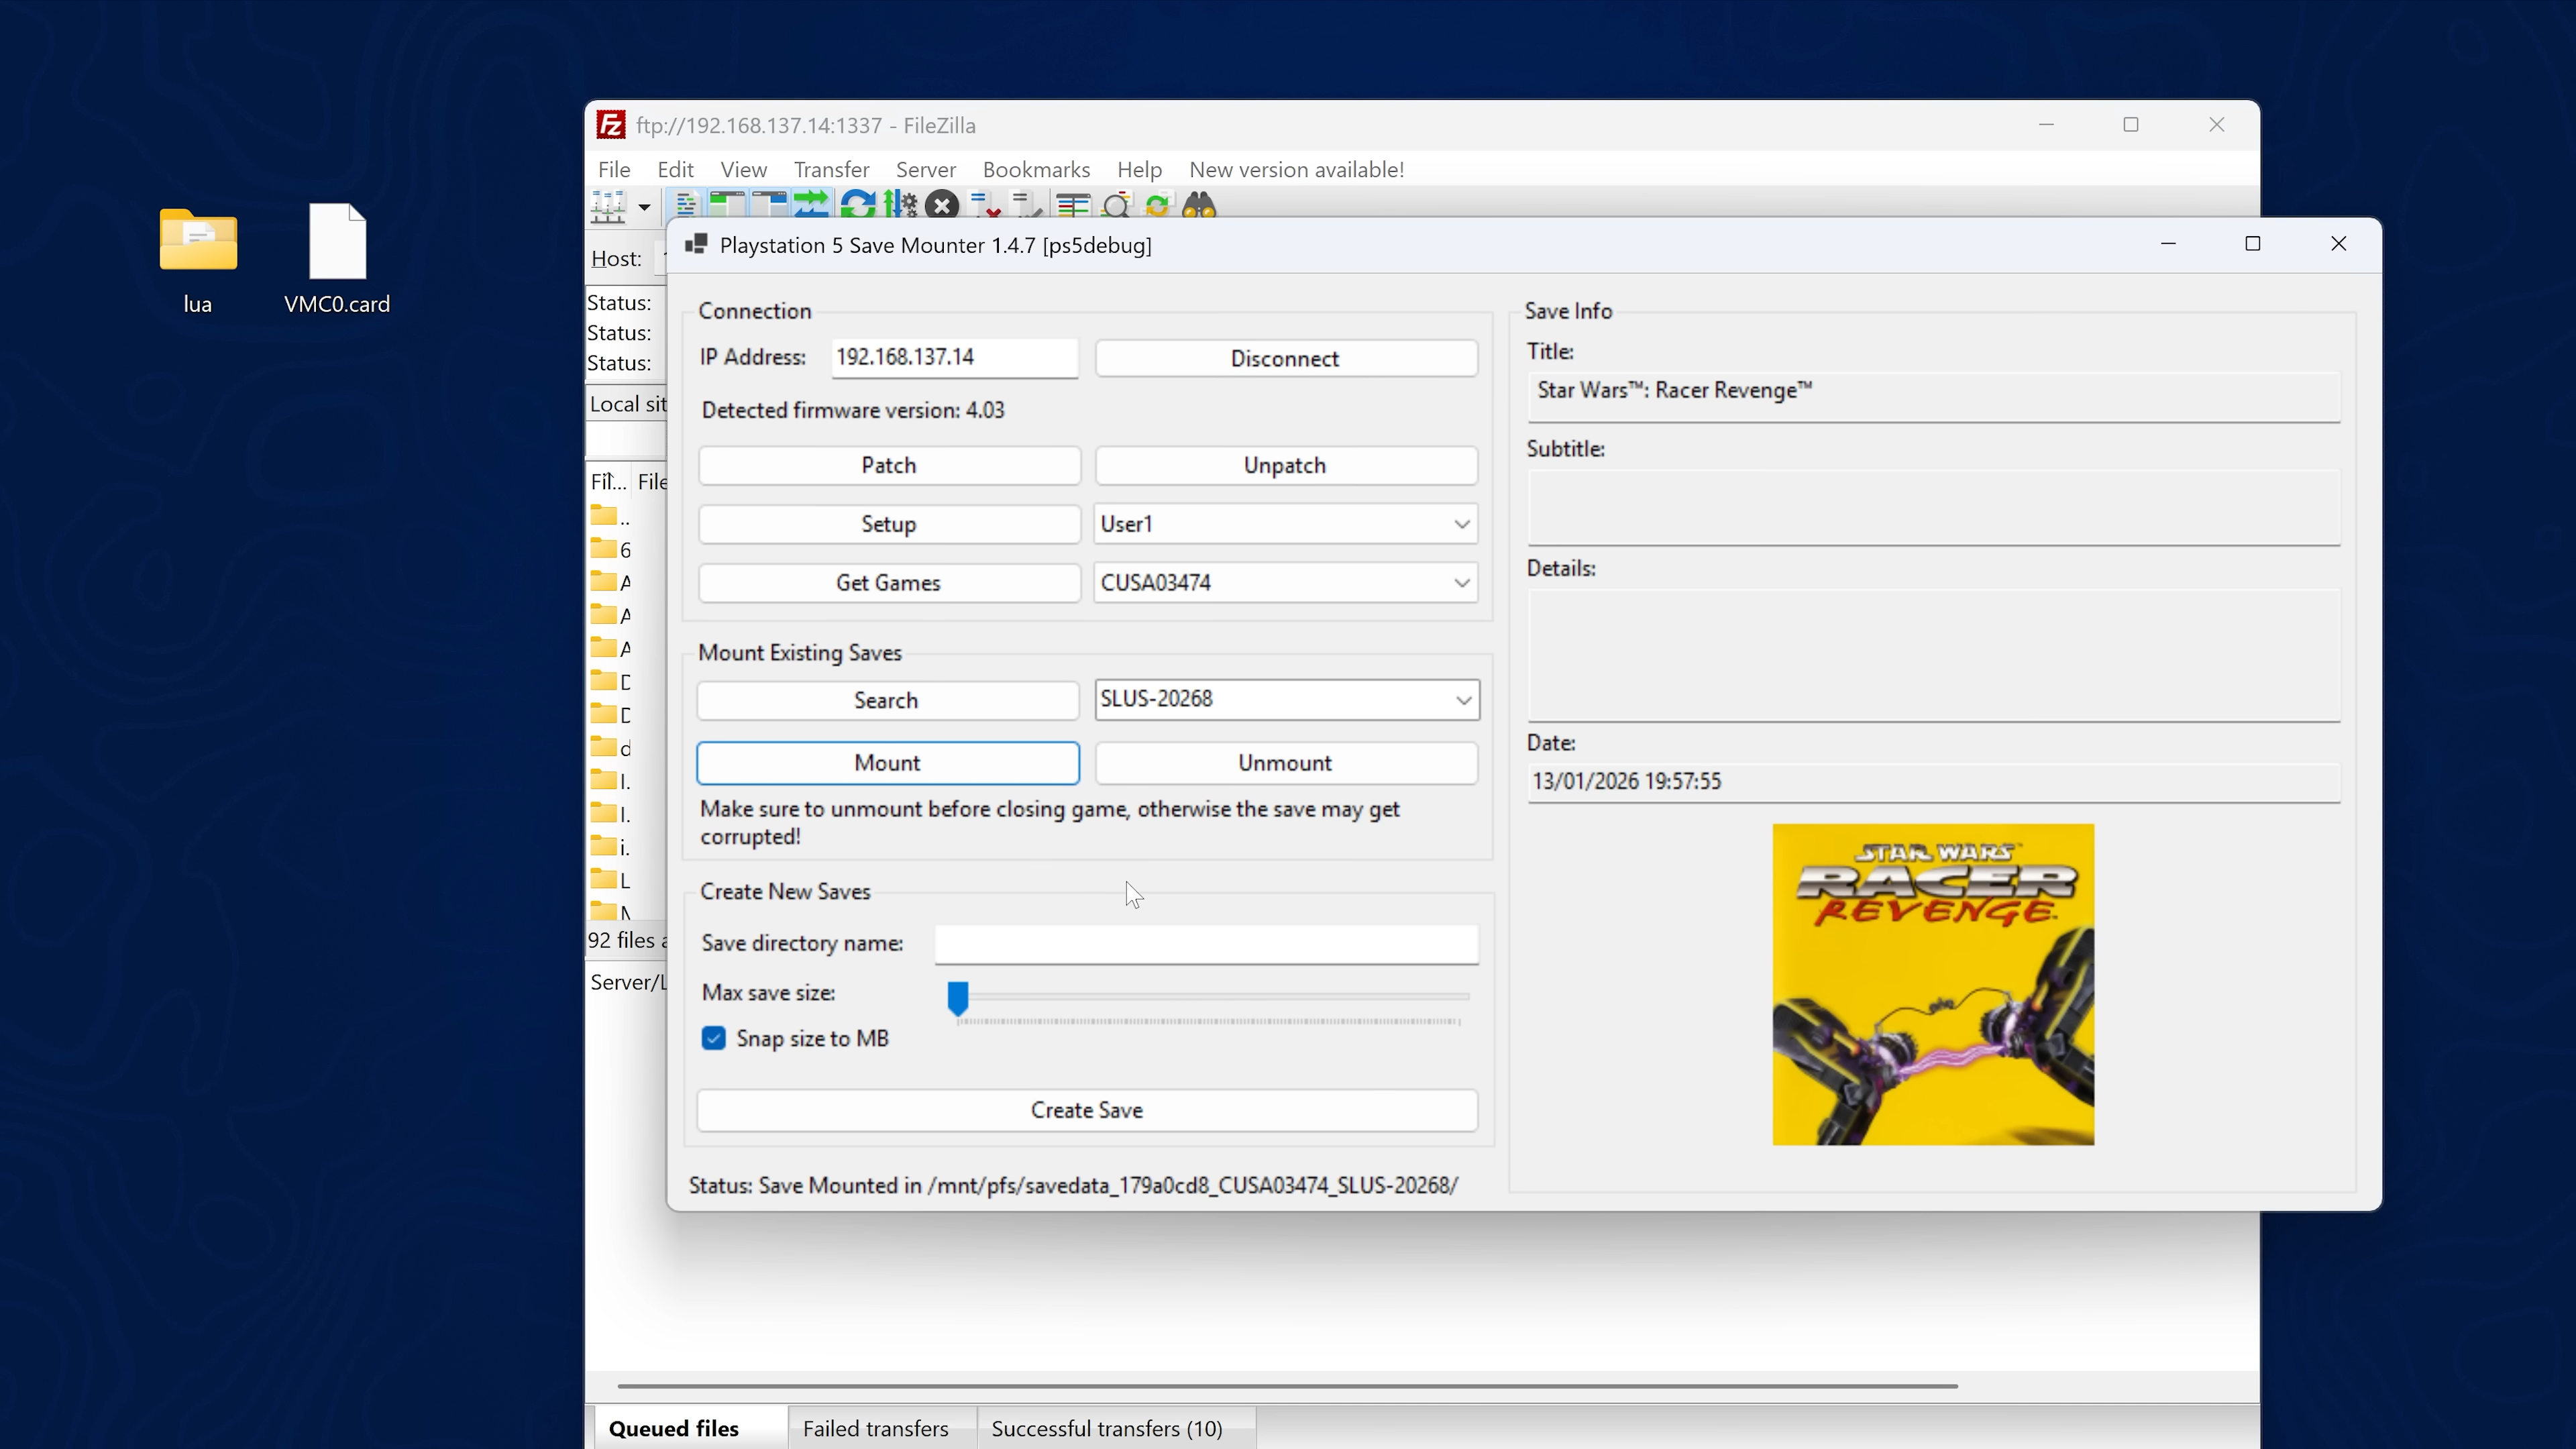 lua
VMC0.card
ftp://192.168.137.14:1337 - FileZilla
File Edit View Transfer Server Bookmarks Help New version available!
Host:
Status:
Status:
Status:
Local sit
Fil... File
..
6
A
A
A
D
D
d
I.
I.
i.
L
92 files a
Server/L
Playstation 5 Save Mounter 1.4.7 [ps5debug]
Connection
IP Address: 192.168.137.14 Disconnect
Detected firmware version: 4.03
Patch Unpatch
Setup User1
Get Games CUSA03474
Mount Existing Saves
Search SLUS-20268
Mount Unmount
Make sure to unmount before closing game, otherwise the save may get
corrupted!
Create New Saves
Save directory name:
Max save size:
Snap size to MB
Create Save
Status: Save Mounted in /mnt/pfs/savedata_179a0cd8_CUSA03474_SLUS-20268/
Save Info
Title:
Star Wars™: Racer Revenge™
Subtitle:
Details:
Date:
13/01/2026 19:57:55
STAR WARS™
RACER
REVENGE
Queued files Failed transfers Successful transfers (10)